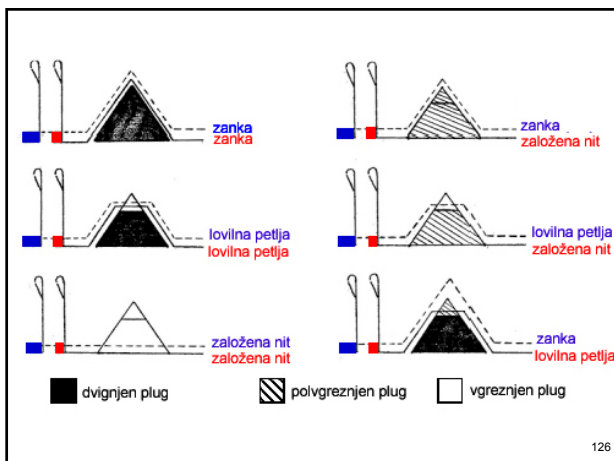 zanka
zanka
zanka
založena nit
lovilna petlja
lovilna petlja
lovilna petlja
založena nit
založena nit
založena nit
zanka
lovilna petlja
dvignjen plug
polvgreznjen plug
vgreznjen plug
126